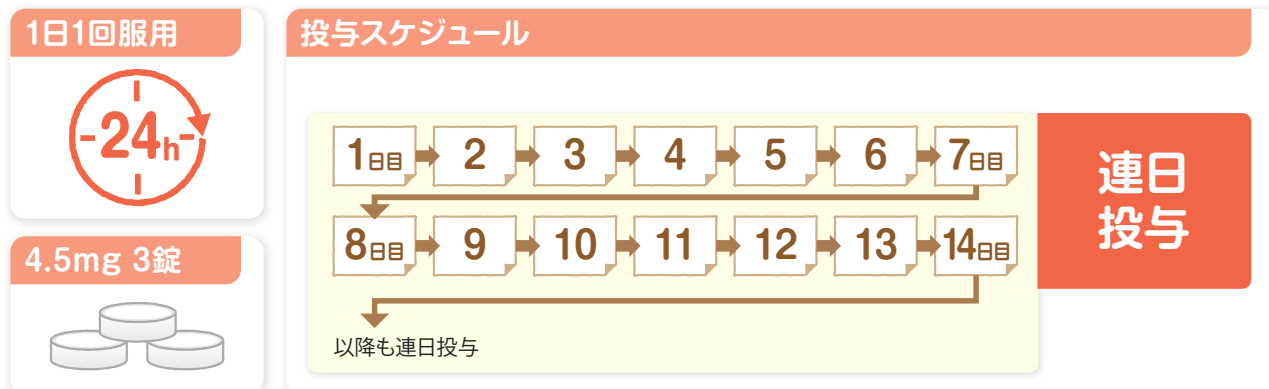 1日1回服用
24h
4.5mg 3錠
投与スケジュール
1日目 2 3 4 5 6 7日目
8日目 9 10 11 12 13 14日目
以降も連日投与
連日
投与